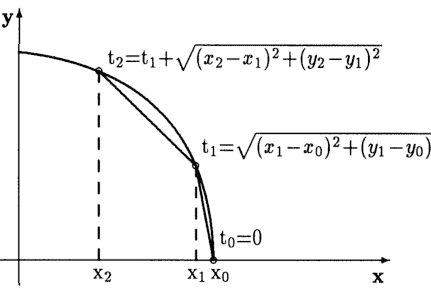 y
t₂=t₁+√(x₂−x₁)²+(y₂−y₁)²
t₁=√(x₁−x₀)²+(y₁−y₀)
t₀=0
x₂ x₁ x₀ x